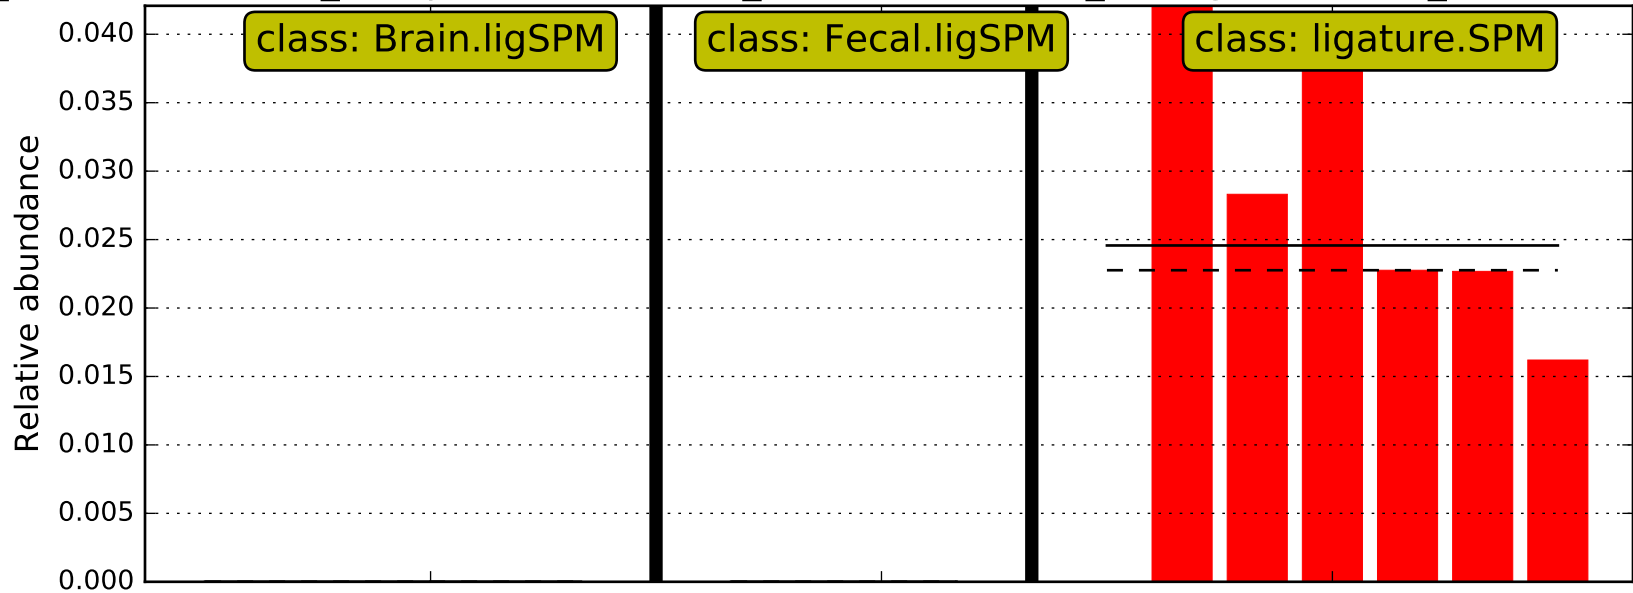 class: Brain.ligSPM
class: Fecal.ligSPM
class: ligature.SPM
Relative abundance
0.040
0.035
0.030
0.025
0.020
0.015
0.010
0.005
0.000